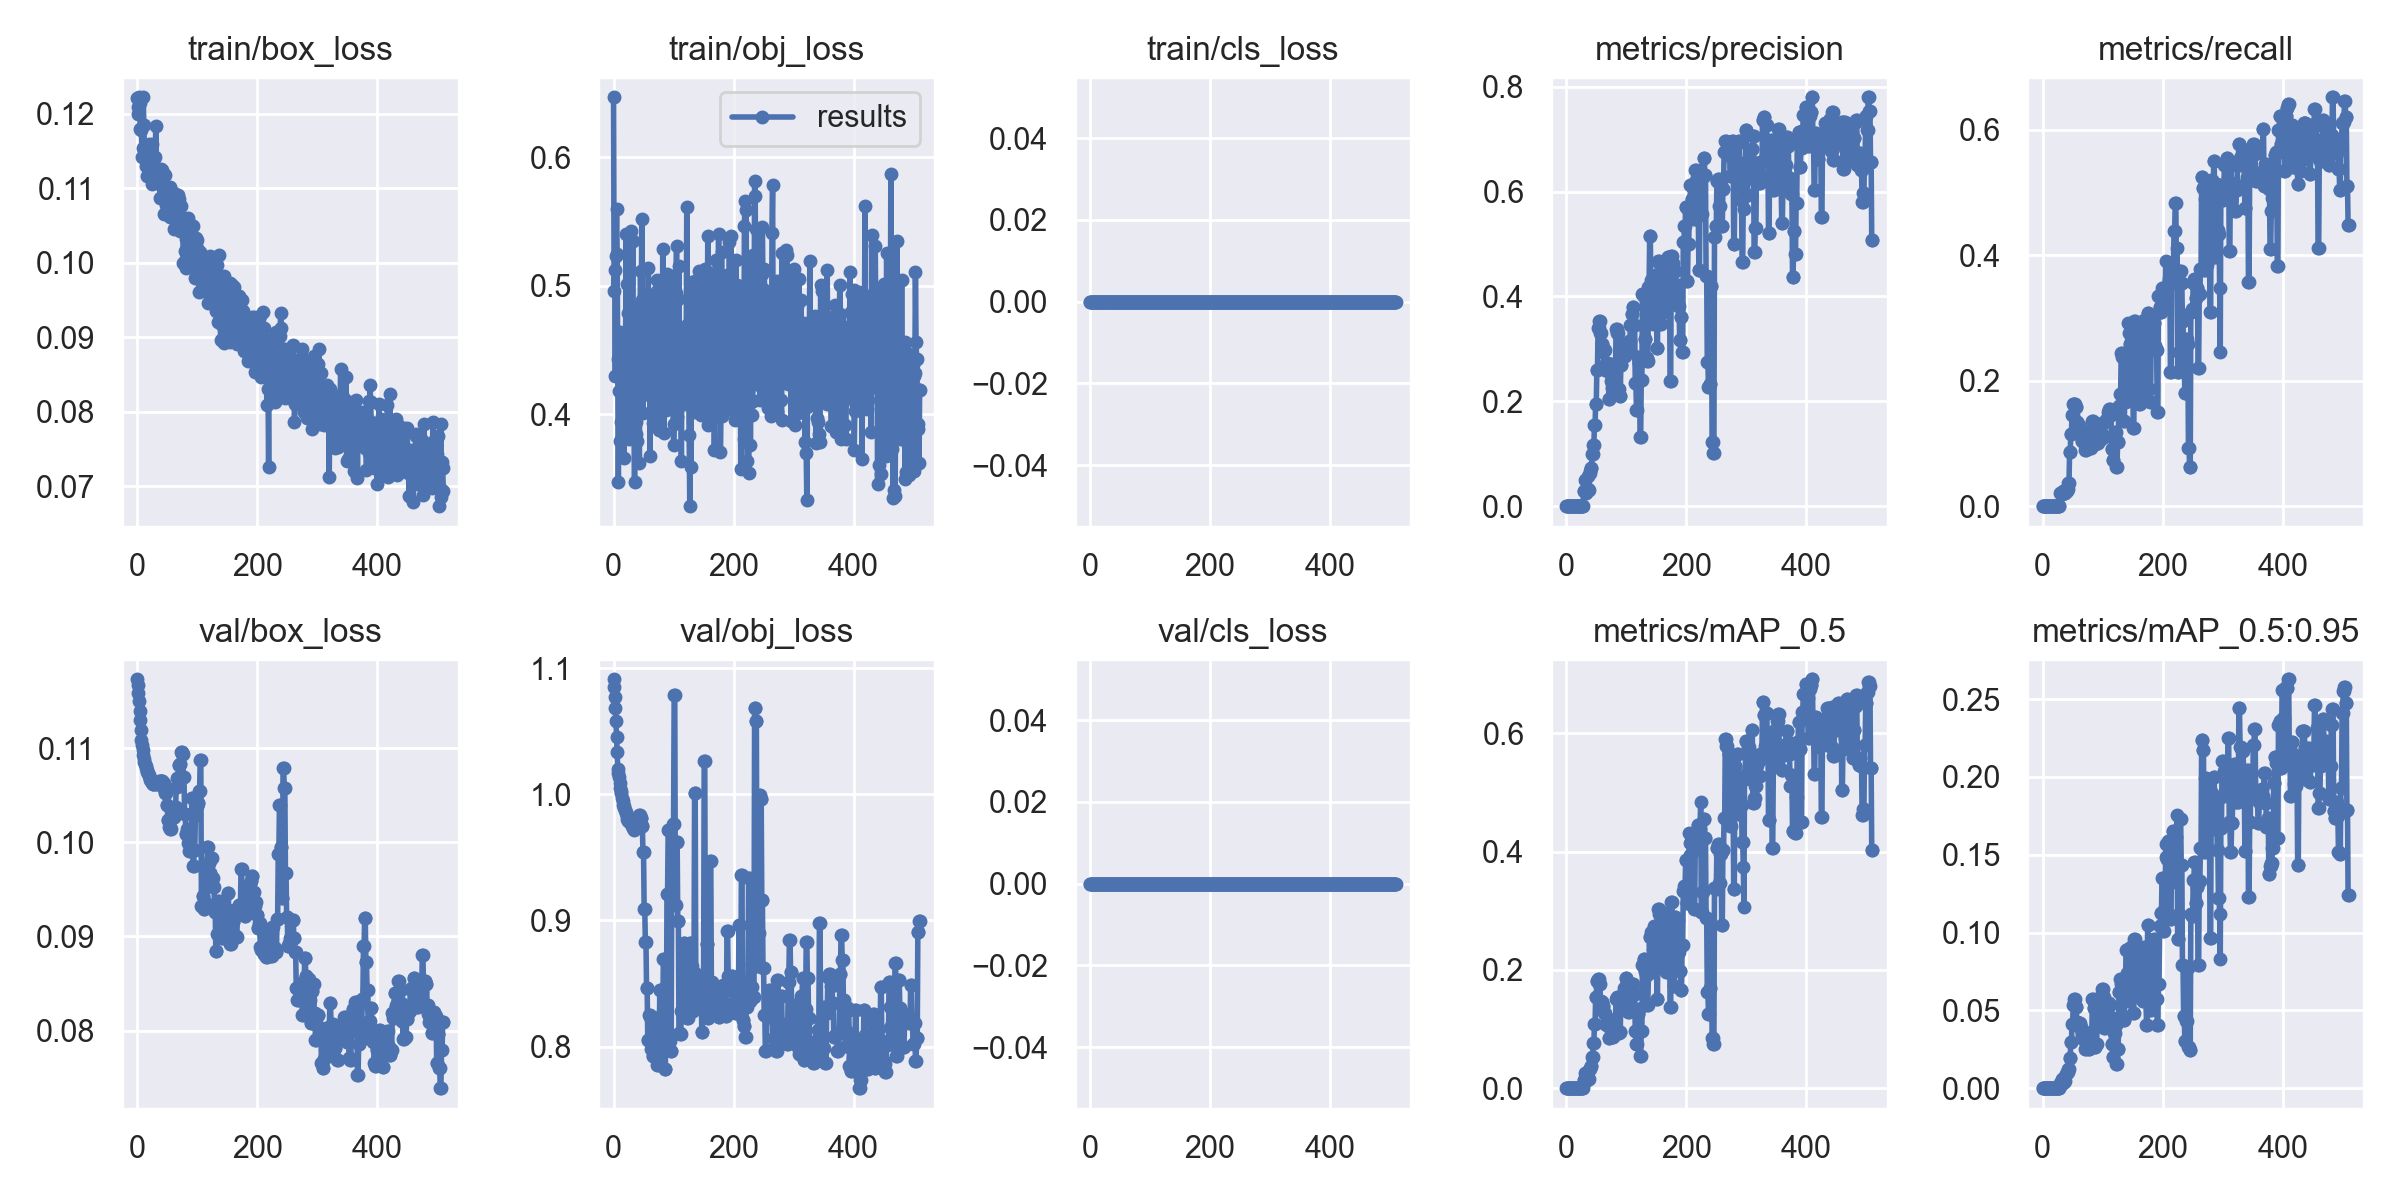 train/box_loss
0.12
0.11
0.10
0.09
0.08
0.07
0 200 400
train/obj_loss
results
0.6
0.5
0.4
0 200 400
train/cls_loss
0.04
0.02
0.00
−0.02
−0.04
0 200 400
metrics/precision
0.8
0.6
0.4
0.2
0.0
0 200 400
metrics/recall
0.6
0.4
0.2
0.0
0 200 400
val/box_loss
0.11
0.10
0.09
0.08
0 200 400
val/obj_loss
1.1
1.0
0.9
0.8
0 200 400
val/cls_loss
0.04
0.02
0.00
−0.02
−0.04
0 200 400
metrics/mAP_0.5
0.6
0.4
0.2
0.0
0 200 400
metrics/mAP_0.5:0.95
0.25
0.20
0.15
0.10
0.05
0.00
0 200 400